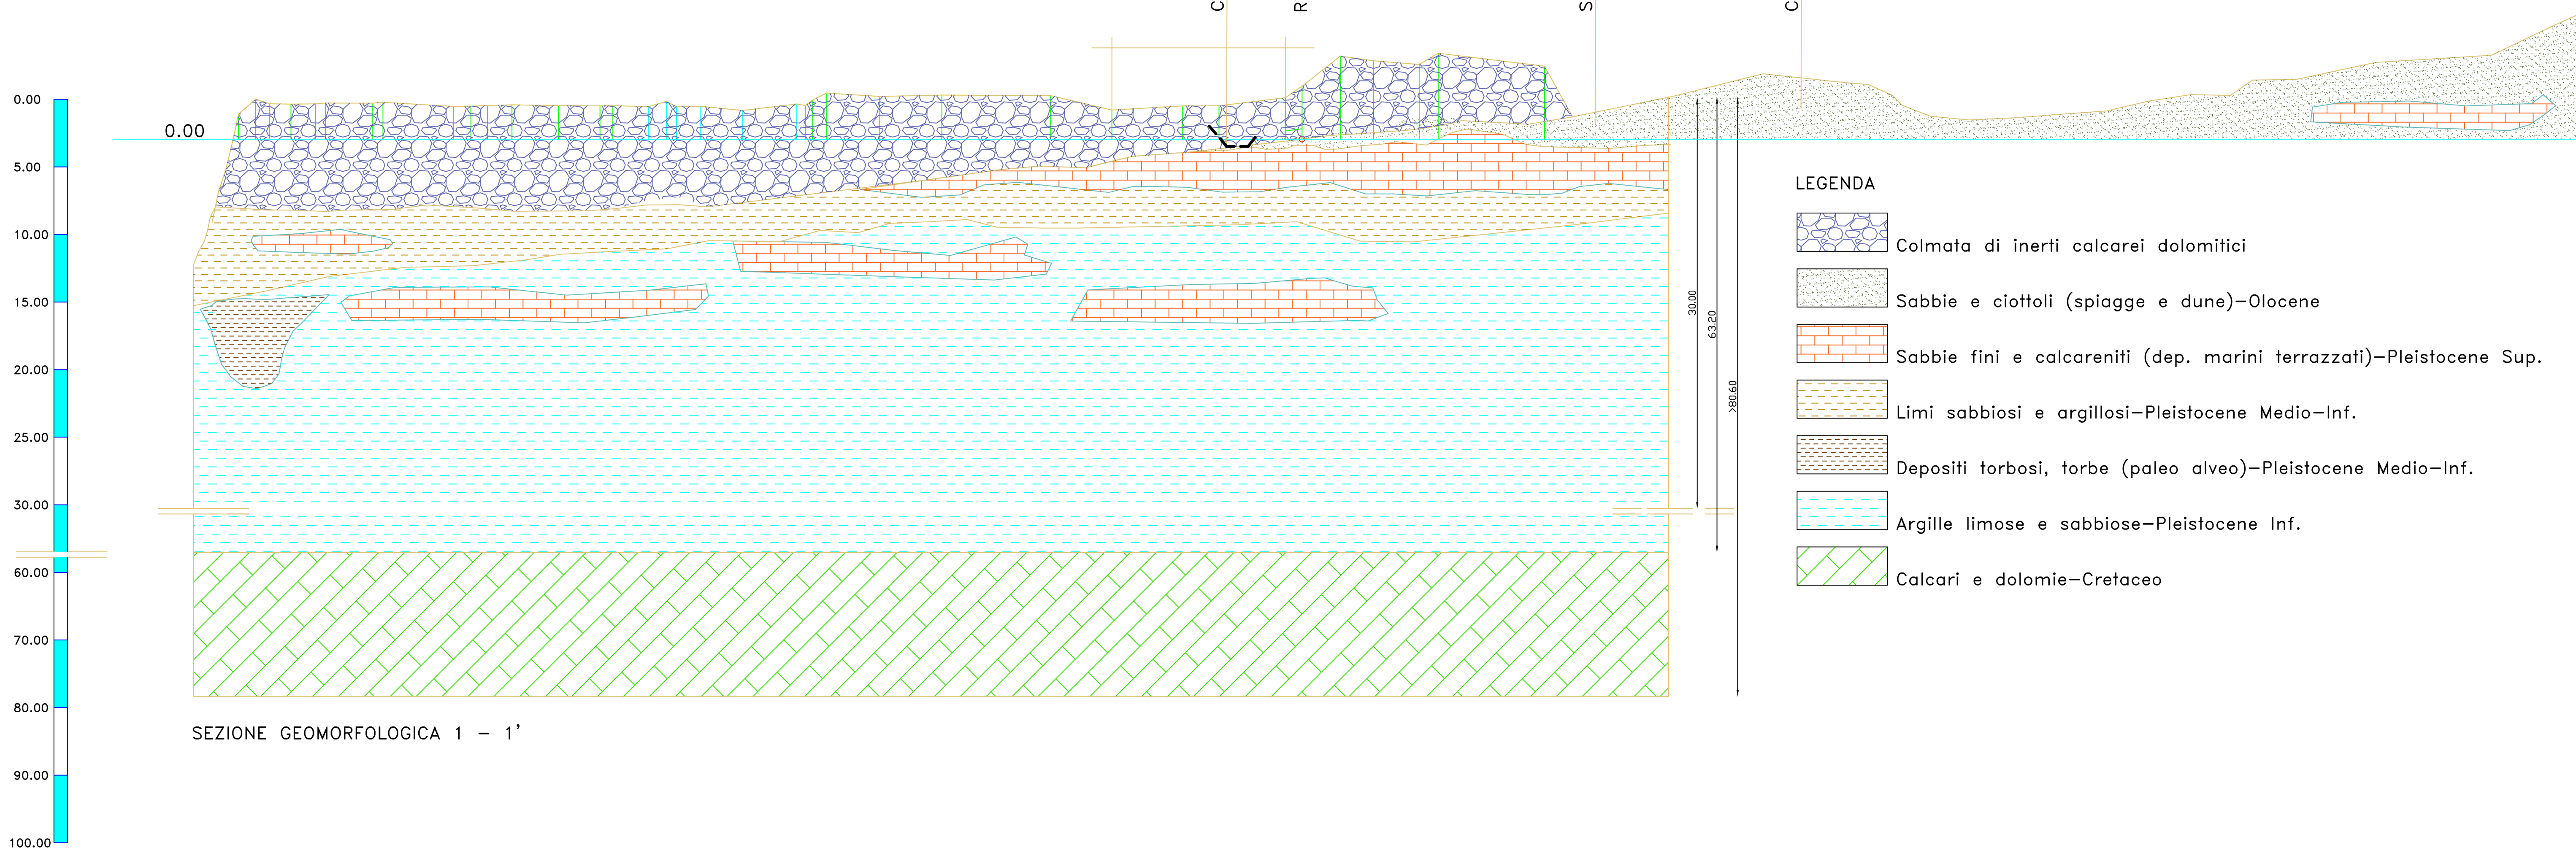 C
R
S
C
0.00
5.00
10.00
15.00
20.00
25.00
30.00
60.00
70.00
80.00
90.00
100.00
0.00
30.00
63.20
>80.60
LEGENDA
Colmata di inerti calcarei dolomitici
Sabbie e ciottoli (spiagge e dune)-Olocene
Sabbie fini e calcareniti (dep. marini terrazzati)-Pleistocene Sup.
Limi sabbiosi e argillosi-Pleistocene Medio-Inf.
Depositi torbosi, torbe (paleo alveo)-Pleistocene Medio-Inf.
Argille limose e sabbiose-Pleistocene Inf.
Calcari e dolomie-Cretaceo
SEZIONE GEOMORFOLOGICA 1 - 1'